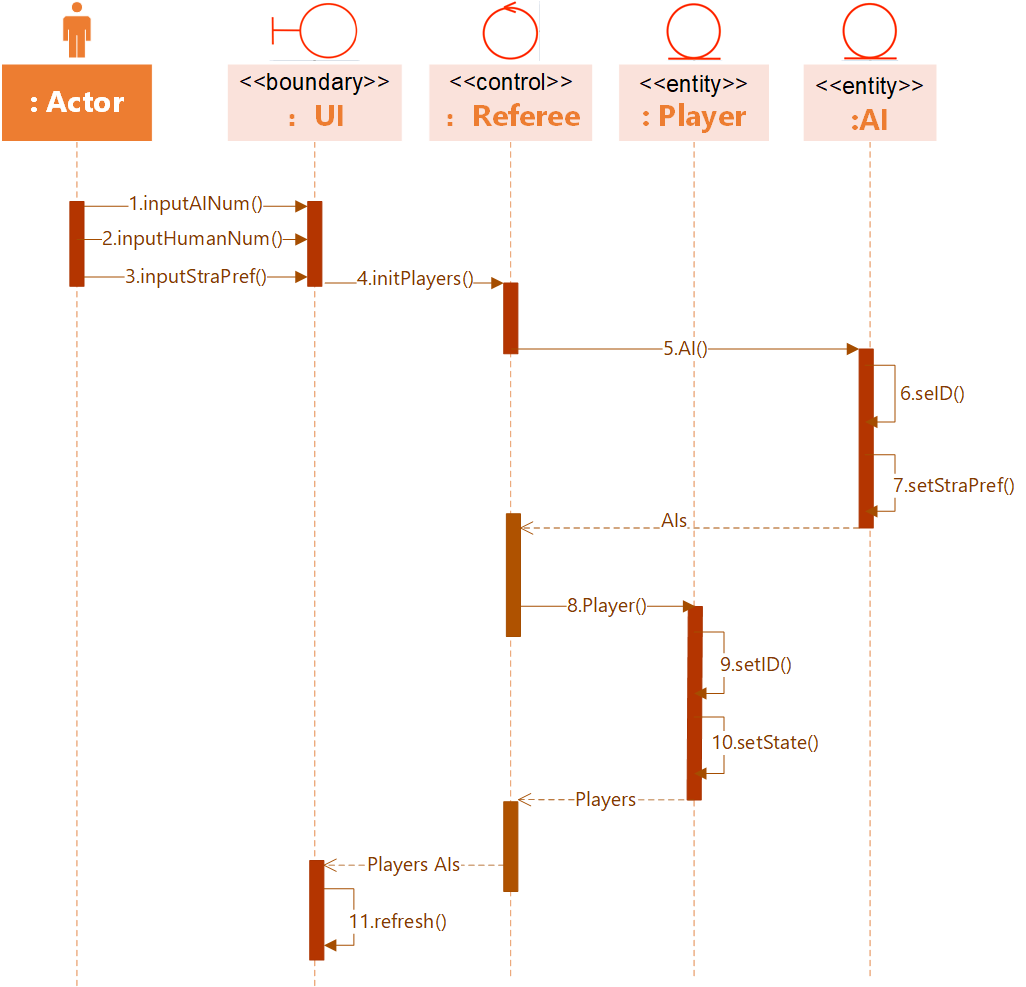 : Actor
<<boundary>>
: UI
<<control>>
: Referee
<<entity>>
: Player
<<entity>>
:AI
1.inputAINum()
2.inputHumanNum()
3.inputStraPref()
4.initPlayers()
5.AI()
6.seID()
7.setStraPref()
AIs
8.Player()
9.setID()
10.setState()
Players
Players AIs
11.refresh()